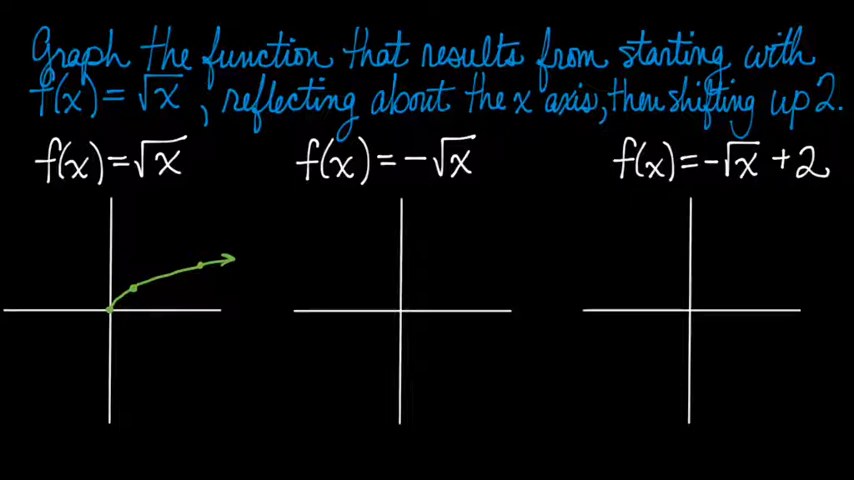 Graph the function that results from starting with
f(x) = √x , reflecting about the x axis, then shifting up 2.
f(x) = √x f(x) = -√x f(x) = -√x + 2